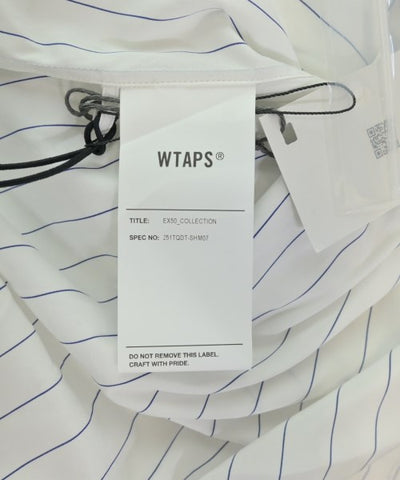 WTAPS®
TITLE: EX50_COLLECTION
SPEC NO: 251TQDT-SHM07
DO NOT REMOVE THIS LABEL.
CRAFT WITH PRIDE.